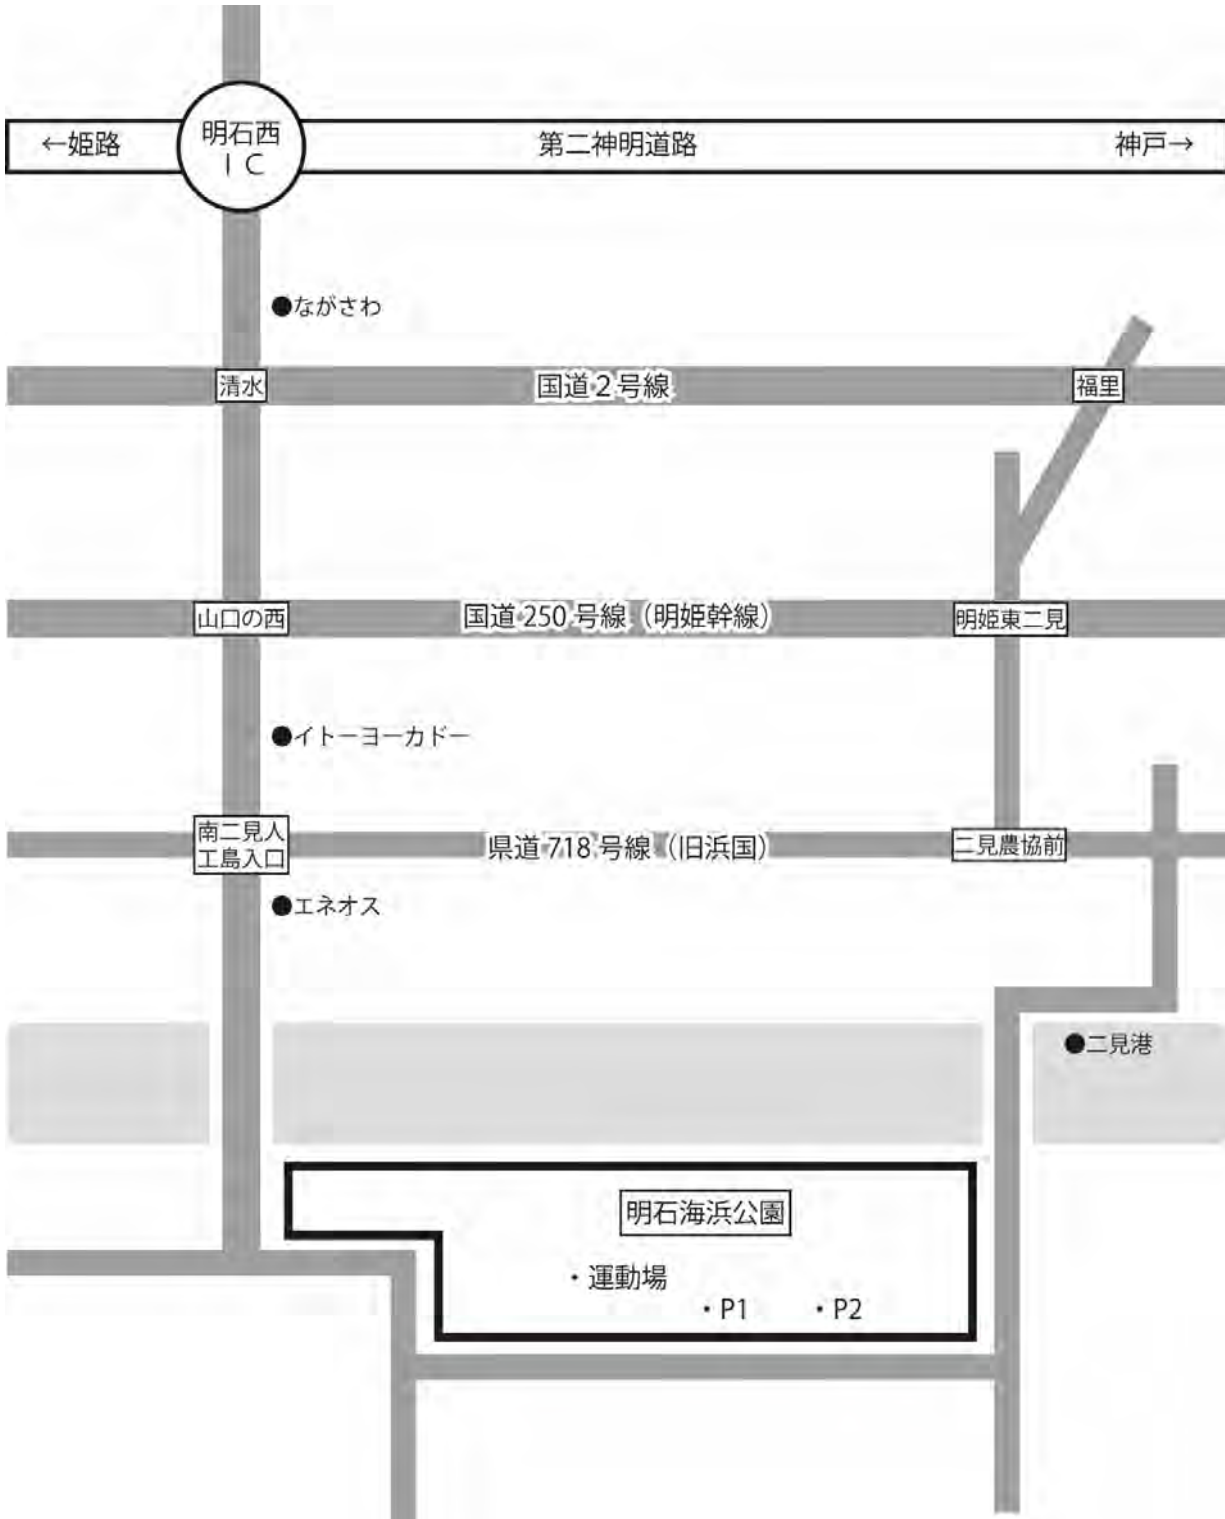 ←姫路
明石西
IC
第二神明道路
神戸→
●ながさわ
清水
国道2号線
福里
山口の西
国道250号線（明姫幹線）
明姫東二見
●イトーヨーカドー
南二見人
工島入口
県道718号線（旧浜国）
二見農協前
●エネオス
●二見港
明石海浜公園
・運動場
・P1
・P2